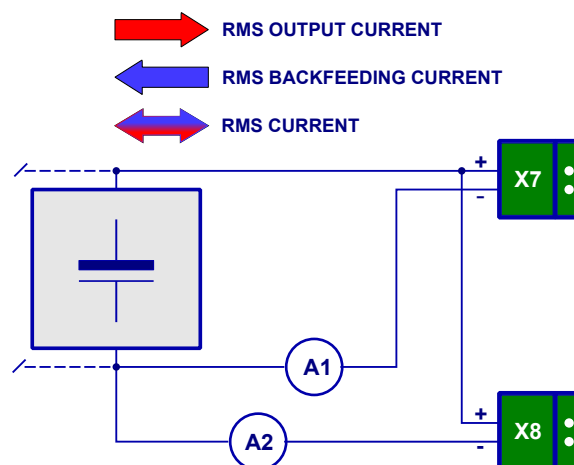 RMS OUTPUT CURRENT
RMS BACKFEEDING CURRENT
RMS CURRENT
+
X7
-
A1
+
X8
A2
-